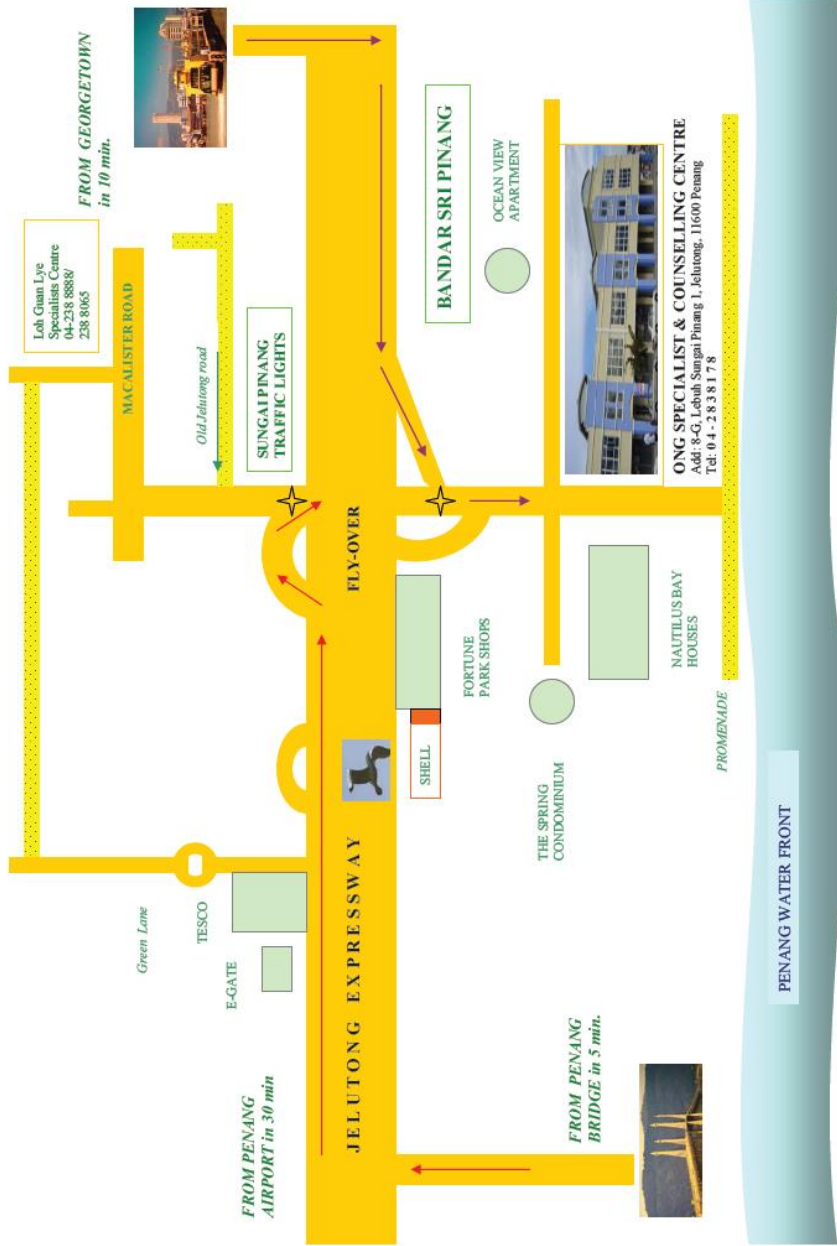 FROM GEORGETOWN
in 10 min.
Loh Guan Lye
Specialists Centre
04-238 8888/
238 8065
MACALISTER ROAD
Old Jelutong road
SUNGAI PINANG
TRAFFIC LIGHTS
BANDAR SRI PINANG
OCEAN VIEW
APARTMENT
ONG SPECIALIST & COUNSELLING CENTRE
Add: 8-G, Lebuh Sungai Pinang 1, Jelutong, 11600 Penang
Tel: 04 - 2838178
FLY-OVER
FORTUNE
PARK SHOPS
SHELL
THE SPRING
CONDOMINIUM
NAUTILUS BAY
HOUSES
PROMENADE
Green Lane
TESCO
E-GATE
JELUTONG EXPRESSWAY
FROM PENANG
AIRPORT in 30 min
FROM PENANG
BRIDGE in 5 min.
PENANG WATER FRONT